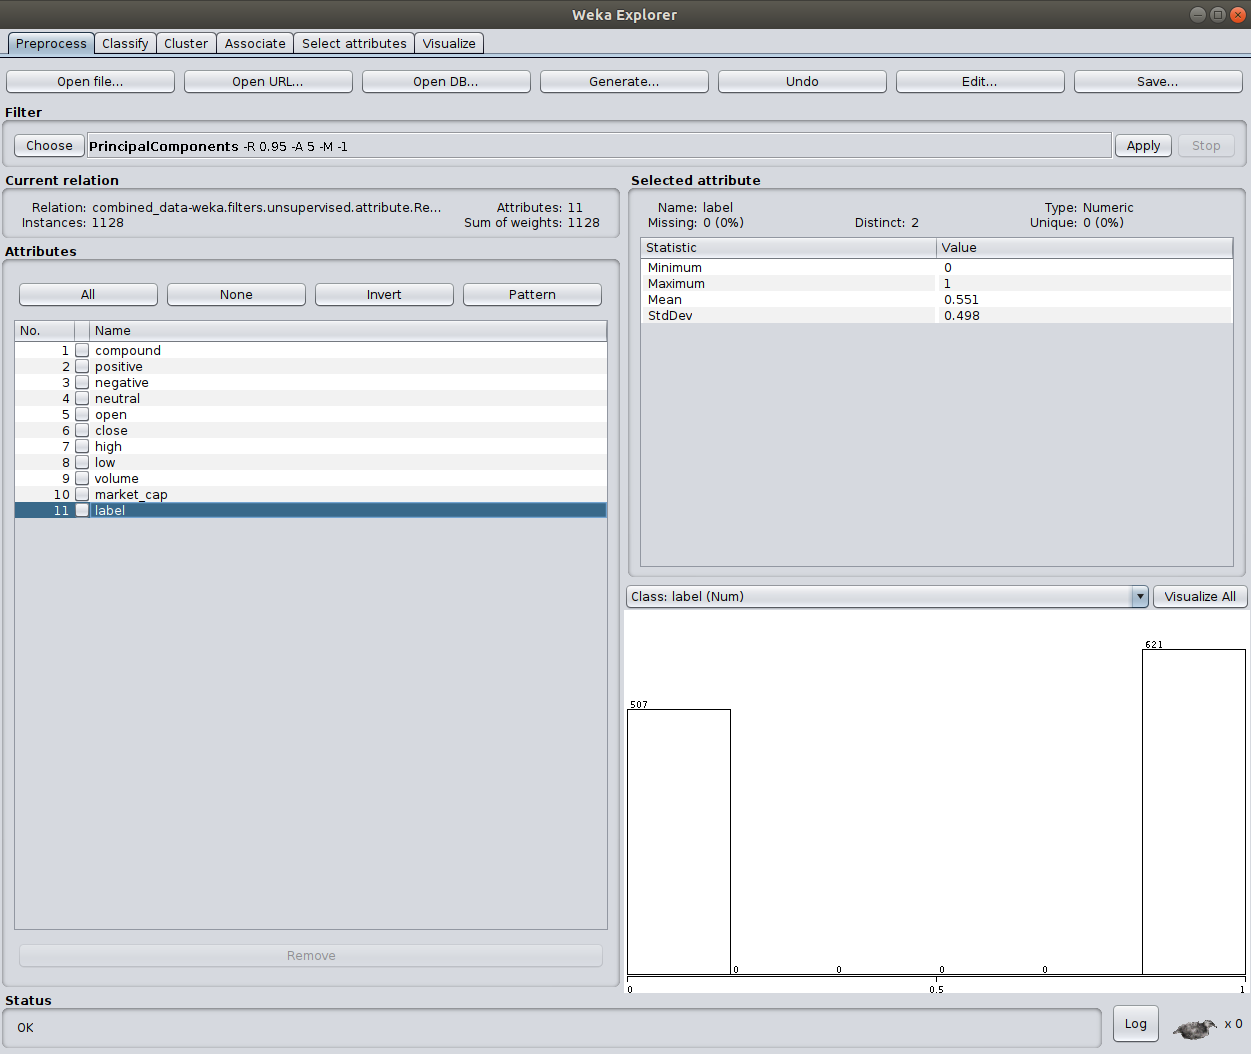 Weka Explorer
Preprocess Classify Cluster Associate Select attributes Visualize
Open file... Open URL... Open DB... Generate... Undo Edit... Save...
Filter
Choose PrincipalComponents -R 0.95 -A 5 -M -1 Apply Stop
Current relation
Relation: combined_data-weka.filters.unsupervised.attribute.Re... Attributes: 11
Instances: 1128 Sum of weights: 1128
Attributes
All None Invert Pattern
No. Name
1 compound
2 positive
3 negative
4 neutral
5 open
6 close
7 high
8 low
9 volume
10 market_cap
11 label
Remove
Selected attribute
Name: label Type: Numeric
Missing: 0 (0%) Distinct: 2 Unique: 0 (0%)
Statistic Value
Minimum 0
Maximum 1
Mean 0.551
StdDev 0.498
Class: label (Num) Visualize All
621
507
0 0 0 0
0 0.5 1
Status
OK Log x 0